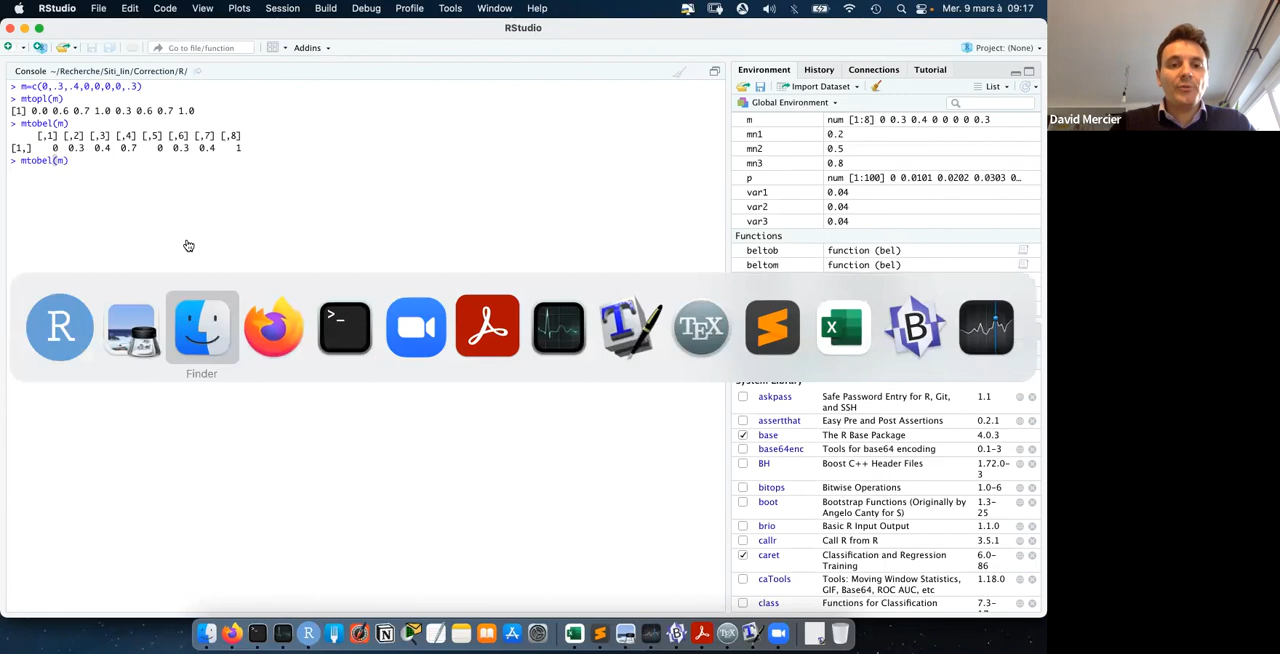 RStudio File Edit Code View Plots Session Build Debug Profile Tools Window Help Mer. 9 mars à 09:17
RStudio
Go to file/function Addins Project: (None)
Console ~/Recherche/Siti_lin/Correction/R/
> m=c(0,.3,.4,0,0,0,0,.3)
> mtopl(m)
[1] 0.0 0.6 0.7 1.0 0.3 0.6 0.7 1.0
> mtobel(m)
[,1] [,2] [,3] [,4] [,5] [,6] [,7] [,8]
[1,] 0 0.3 0.4 0.7 0 0.3 0.4 1
> mtobel(m)
Environment History Connections Tutorial
Import Dataset List
Global Environment
m num [1:8] 0 0.3 0.4 0 0 0 0 0.3
mn1 0.2
mn2 0.5
mn3 0.8
p num [1:100] 0 0.0101 0.0202 0.0303 0…
var1 0.04
var2 0.04
var3 0.04
Functions
beltob function (bel)
beltom function (bel)
R
>_
T
TEX
S
X
B
Finder
System Library
askpass Safe Password Entry for R, Git, 1.1
and SSH
assertthat Easy Pre and Post Assertions 0.2.1
base The R Base Package 4.0.3
base64enc Tools for base64 encoding 0.1-3
BH Boost C++ Header Files 1.72.0-
3
bitops Bitwise Operations 1.0-6
boot Bootstrap Functions (Originally by 1.3-
Angelo Canty for S) 25
brio Basic R Input Output 1.1.0
callr Call R from R 3.5.1
caret Classification and Regression 6.0-
Training 86
caTools Tools: Moving Window Statistics, 1.18.0
GIF, Base64, ROC AUC, etc
class Functions for Classification 7.3-
David Mercier